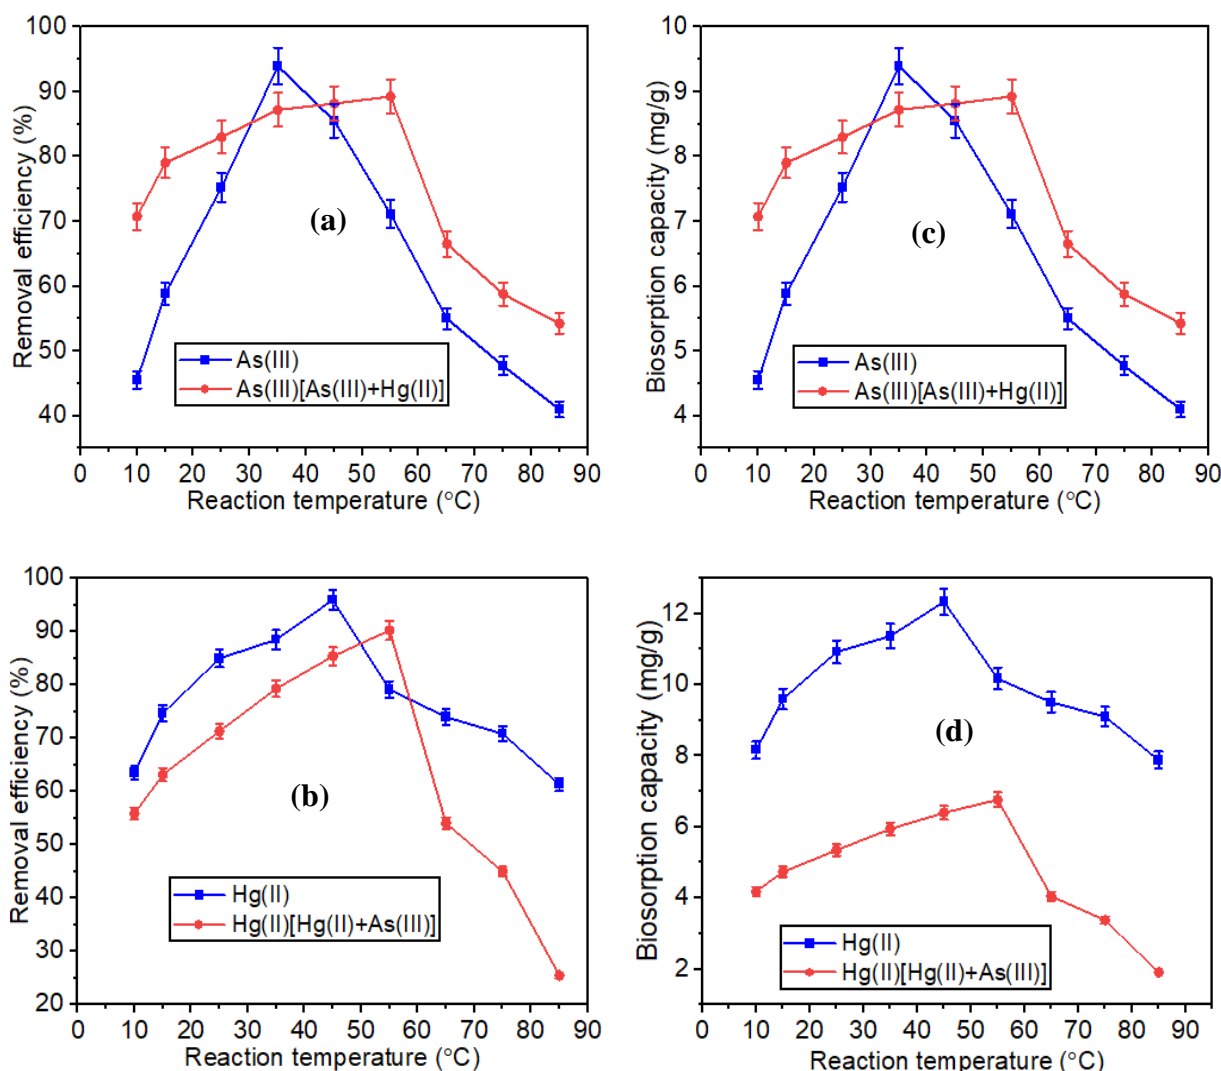 100
90
80
70
60
50
40
0 10 20 30 40 50 60 70 80 90
Removal efficiency (%)
Reaction temperature (°C)
(a)
As(III)
As(III)[As(III)+Hg(II)]
10
9
8
7
6
5
4
0 10 20 30 40 50 60 70 80 90
Biosorption capacity (mg/g)
Reaction temperature (°C)
(c)
As(III)
As(III)[As(III)+Hg(II)]
100
90
80
70
60
50
40
30
20
0 10 20 30 40 50 60 70 80 90
Removal efficiency (%)
Reaction temperature (°C)
(b)
Hg(II)
Hg(II)[Hg(II)+As(III)]
12
10
8
6
4
2
0 10 20 30 40 50 60 70 80 90
Biosorption capacity (mg/g)
Reaction temperature (°C)
(d)
Hg(II)
Hg(II)[Hg(II)+As(III)]